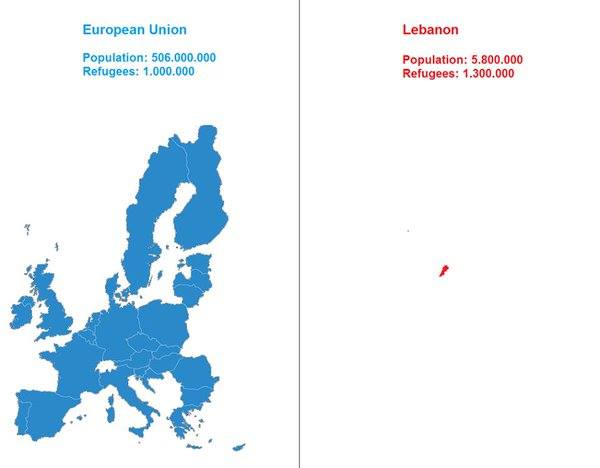 European Union
Population: 506.000.000
Refugees: 1.000.000
Lebanon
Population: 5.800.000
Refugees: 1.300.000